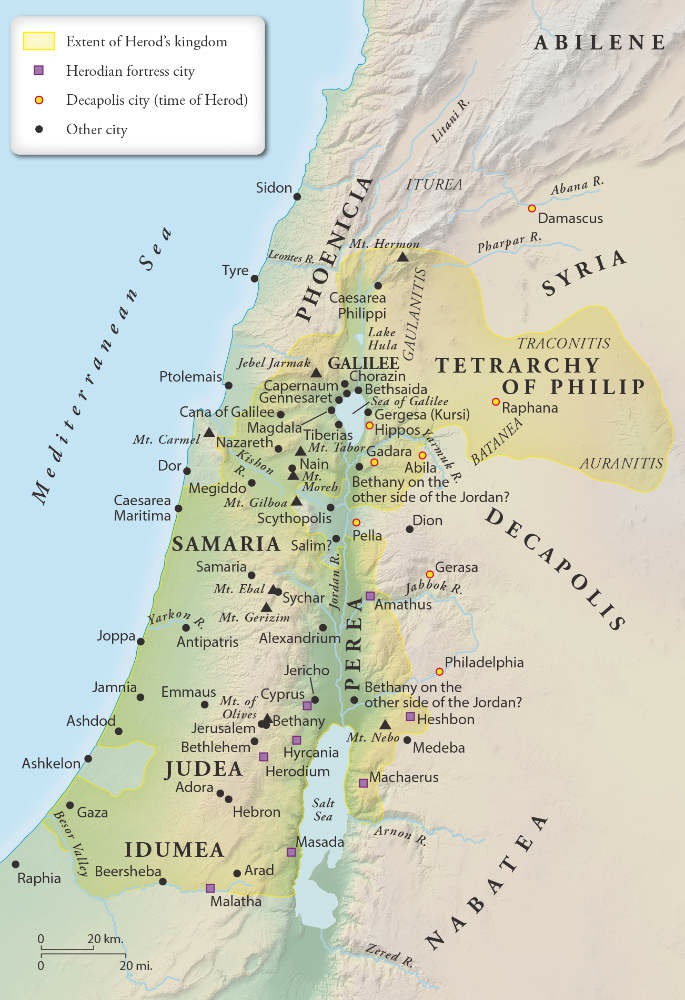 Extent of Herod's kingdom
Herodian fortress city
Decapolis city (time of Herod)
Other city
ABILENE
Litani R.
Sidon
ITUREA
Abana R.
Damascus
PHOENICIA
Mt. Hermon
Pharpar R.
Leontes R.
SYRIA
Mediterranean Sea
Tyre
Caesarea
Philippi
GAULANITIS
Lake
Hula
TRACONITIS
Jebel Jarmak
GALILEE
TETRARCHY
OF PHILIP
Ptolemais
Chorazin
Capernaum
Bethsaida
Gennesaret
Sea of Galilee
Raphana
Cana of Galilee
Gergesa (Kursi)
Magdala
Tiberias
Hippos
Mt. Carmel
Nazareth
Mt. Tabor
Gadara
Yarmuk R.
BATANEA
Kishon
R.
Nain
Abila
AURANITIS
Dor
Mt.
Moreh
Megiddo
Bethany on the
other side of the Jordan?
Mt. Gilboa
Caesarea
Maritima
Scythopolis
Dion
DECAPOLIS
Pella
SAMARIA
Salim?
Samaria
Gerasa
Jordan R.
Mt. Ebal
Sychar
Jabbok R.
Amathus
Mt. Gerizim
PEREA
Yarkon R.
Joppa
Antipatris
Alexandrium
Philadelphia
Jericho
Jamnia
Emmaus
Cyprus
Bethany on the
other side of the Jordan?
Mt. of
Olives
Ashdod
Bethany
Heshbon
Jerusalem
Mt. Nebo
Bethlehem
Hyrcania
Medeba
Ashkelon
JUDEA
Herodium
Machaerus
Adora
Hebron
Salt
Sea
Gaza
Besor Valley
Arnon R.
NABATEA
IDUMEA
Masada
Raphia
Beersheba
Arad
Malatha
0
20 km.
0
20 mi.
Zered R.